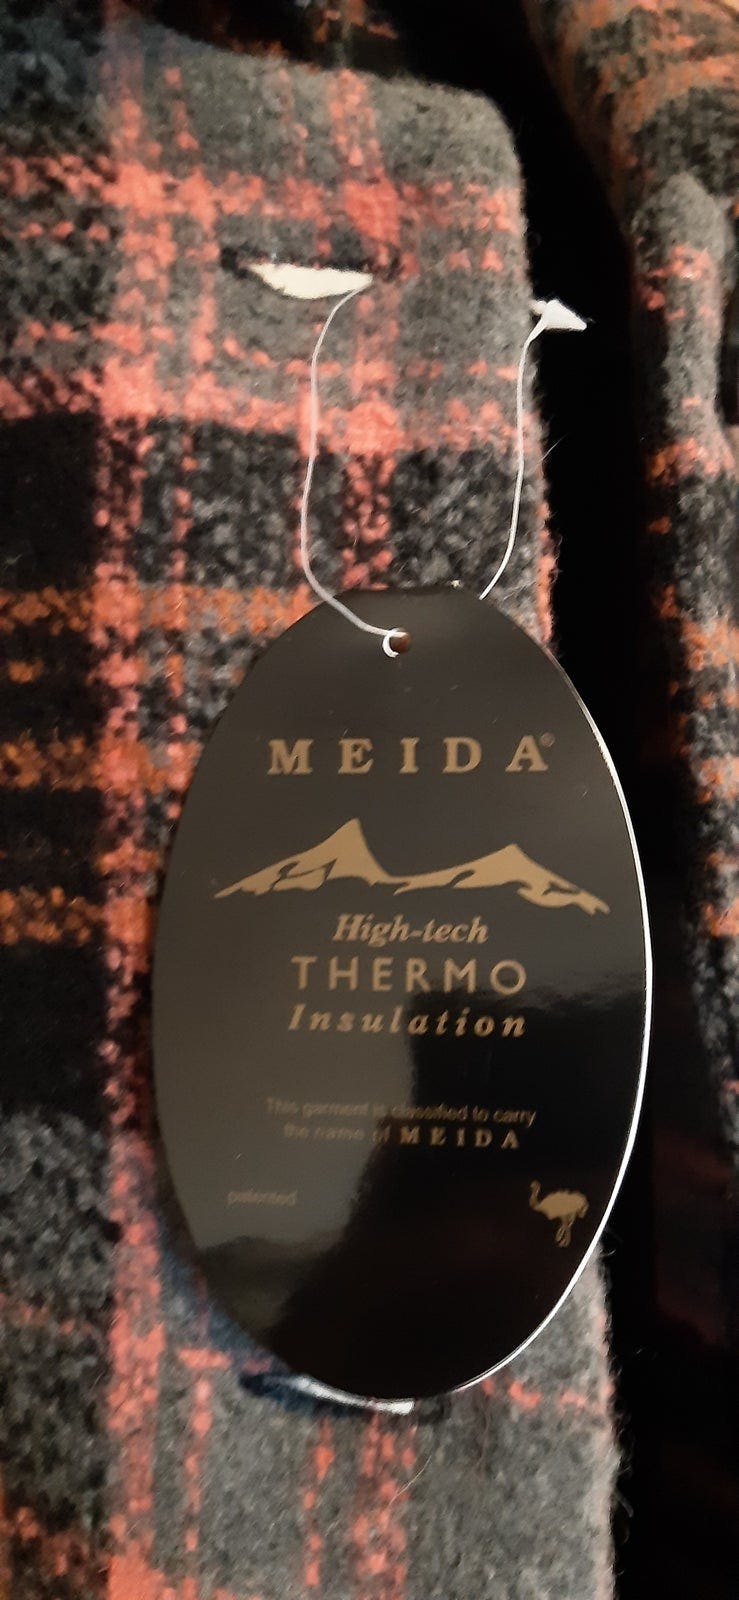 MEIDA®
High-tech
THERMO
Insulation
This garment is classified to carry
the name of MEIDA
patented